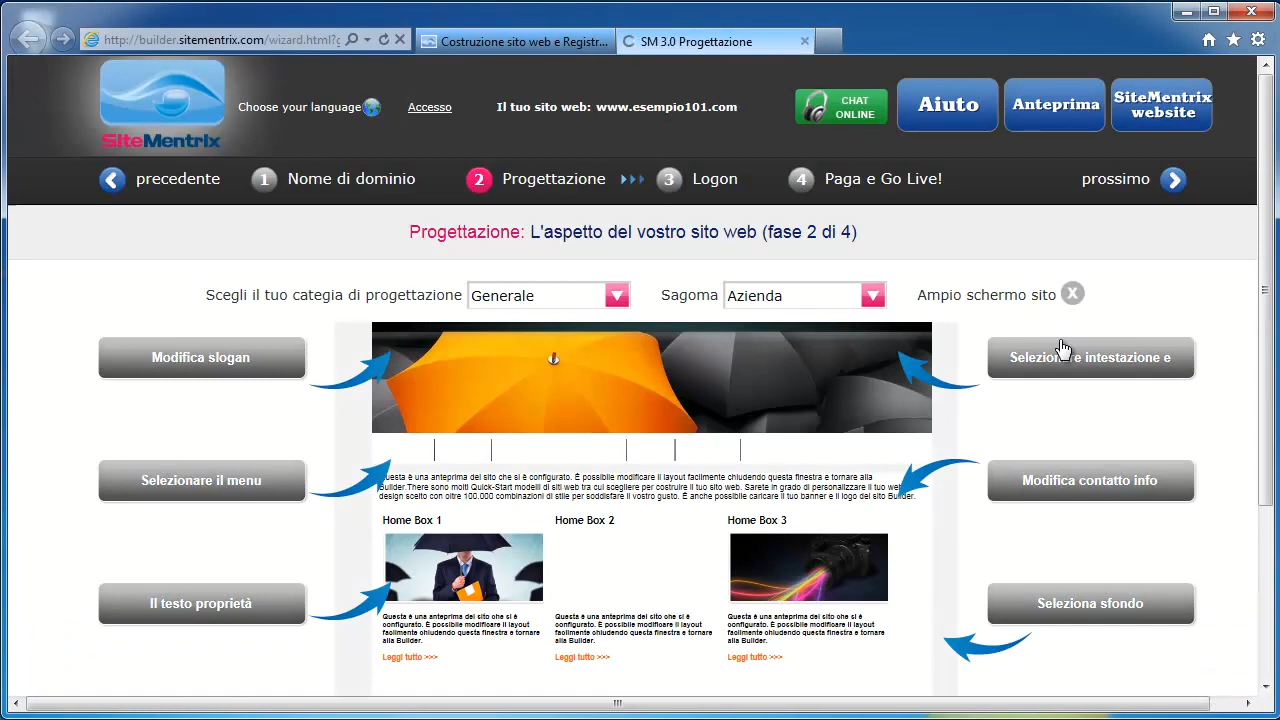 http://builder.sitementrix.com/wizard.html?g
Costruzione sito web e Registr...
SM 3.0 Progettazione
SiteMentrix
Choose your language
Accesso
Il tuo sito web: www.esempio101.com
CHAT
ONLINE
Aiuto
Anteprima
SiteMentrix
website
precedente
1 Nome di dominio
2 Progettazione
3 Logon
4 Paga e Go Live!
prossimo
Progettazione: L'aspetto del vostro sito web (fase 2 di 4)
Scegli il tuo categia di progettazione
Generale
Sagoma
Azienda
Ampio schermo sito
Modifica slogan
Selezion e intestazione e
Selezionare il menu
Modifica contatto info
Il testo proprietà
Seleziona sfondo
Questa è una anteprima del sito che si è configurato. È possibile modificare il layout facilmente chiudendo questa finestra e tornare alla
Builder.There sono molti Quick-Start modelli di siti web tra cui scegliere per costruire il tuo sito web. Sarete in grado di personalizzare il tuo web
design scelto con oltre 100.000 combinazioni di stile per soddisfare il vostro gusto. È anche possibile caricare il tuo banner e il logo del sito Builder.
Home Box 1
Home Box 2
Home Box 3
Questa è una anteprima del sito che si è
configurato. È possibile modificare il layout
facilmente chiudendo questa finestra e tornare
alla Builder.
Leggi tutto >>>
Questa è una anteprima del sito che si è
configurato. È possibile modificare il layout
facilmente chiudendo questa finestra e tornare
alla Builder.
Leggi tutto >>>
Questa è una anteprima del sito che si è
configurato. È possibile modificare il layout
facilmente chiudendo questa finestra e tornare
alla Builder.
Leggi tutto >>>